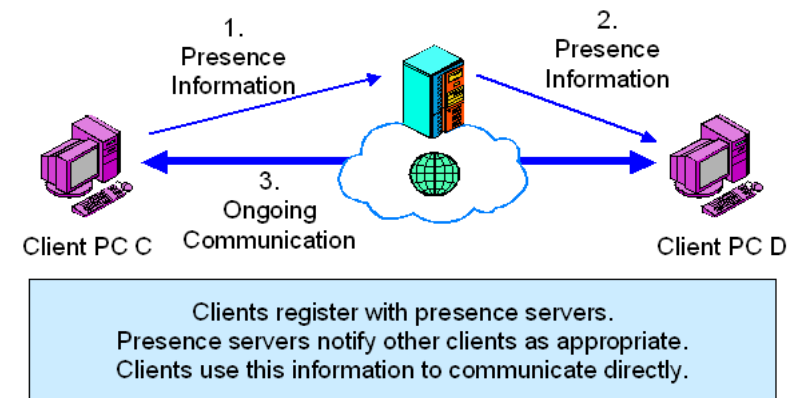 1.
Presence
Information
2.
Presence
Information
3.
Ongoing
Communication
Client PC C
Client PC D
Clients register with presence servers.
Presence servers notify other clients as appropriate.
Clients use this information to communicate directly.